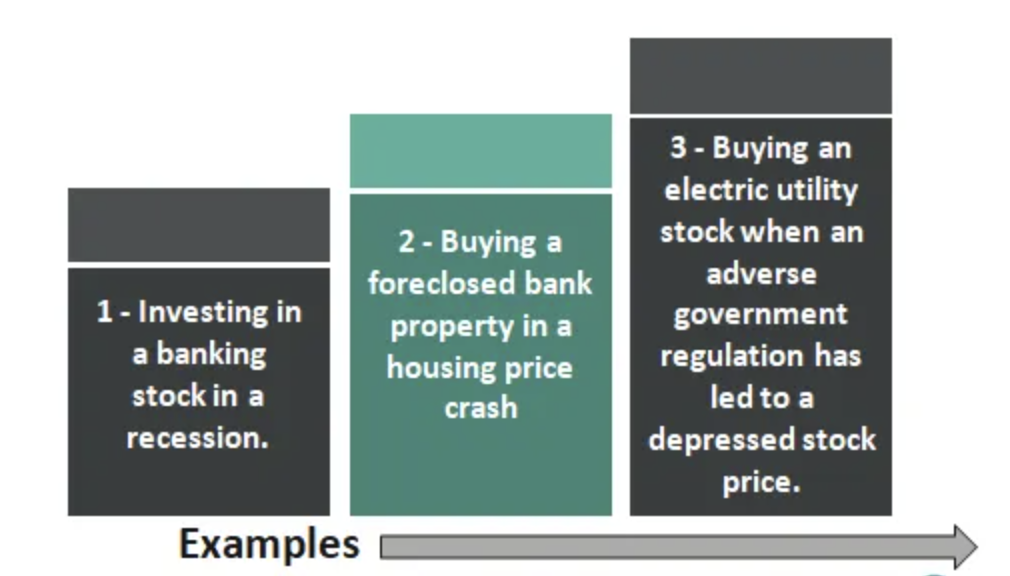 1 - Investing in
a banking
stock in a
recession.
2 - Buying a
foreclosed bank
property in a
housing price
crash
3 - Buying an
electric utility
stock when an
adverse
government
regulation has
led to a
depressed stock
price.
Examples